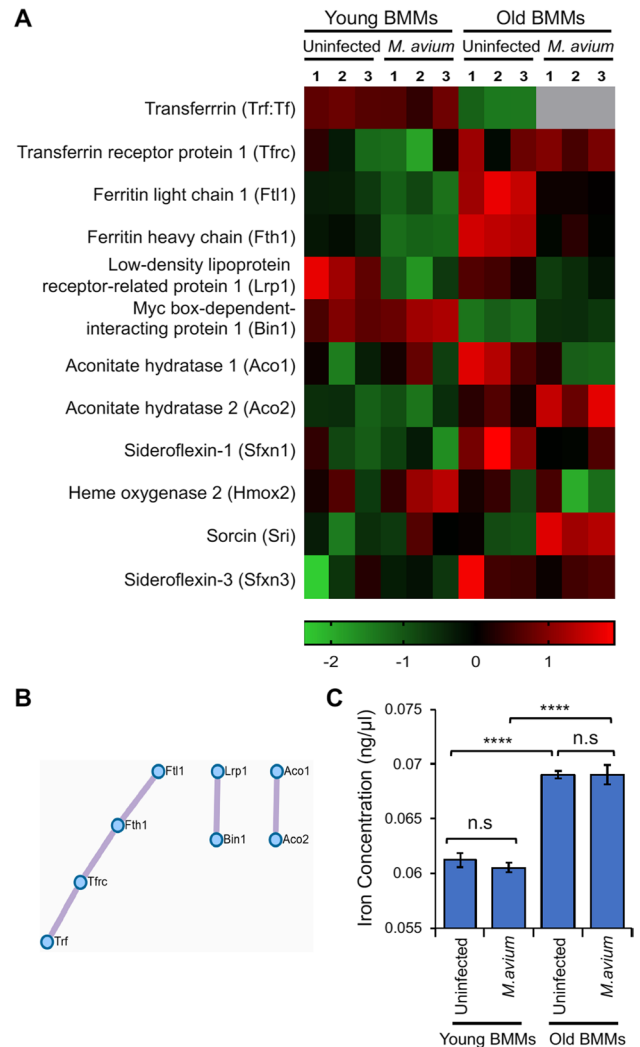 A
Young BMMs Old BMMs
Uninfected M. avium Uninfected M. avium
1 2 3 1 2 3 1 2 3 1 2 3
Transferrrin (Trf:Tf)
Transferrin receptor protein 1 (Tfrc)
Ferritin light chain 1 (Ftl1)
Ferritin heavy chain (Fth1)
Low-density lipoprotein
receptor-related protein 1 (Lrp1)
Myc box-dependent-
interacting protein 1 (Bin1)
Aconitate hydratase 1 (Aco1)
Aconitate hydratase 2 (Aco2)
Sideroflexin-1 (Sfxn1)
Heme oxygenase 2 (Hmox2)
Sorcin (Sri)
Sideroflexin-3 (Sfxn3)
-2 -1 0 1
B
Ftl1 Lrp1 Aco1
Fth1 Bin1 Aco2
Tfrc
Trf
C
Iron Concentration (ng/µl)
0.075
0.07
0.065
0.06
0.055
****
****
n.s
n.s
Uninfected
M.avium
Uninfected
M.avium
Young BMMs Old BMMs